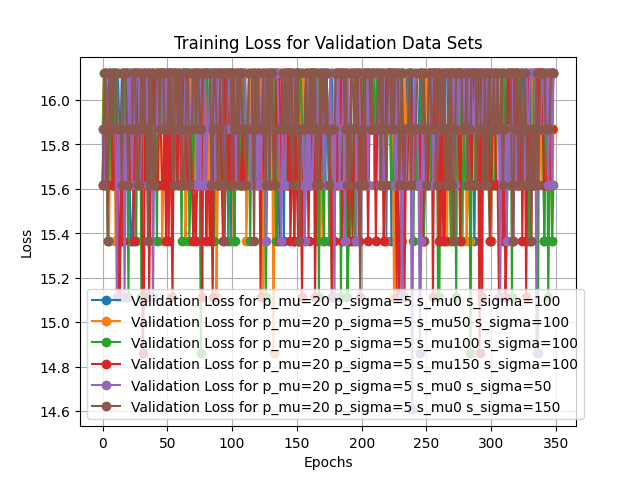 Training Loss for Validation Data Sets
Loss
16.0
15.8
15.6
15.4
15.2
15.0
14.8
14.6
Validation Loss for p_mu=20 p_sigma=5 s_mu0 s_sigma=100
Validation Loss for p_mu=20 p_sigma=5 s_mu50 s_sigma=100
Validation Loss for p_mu=20 p_sigma=5 s_mu100 s_sigma=100
Validation Loss for p_mu=20 p_sigma=5 s_mu150 s_sigma=100
Validation Loss for p_mu=20 p_sigma=5 s_mu0 s_sigma=50
Validation Loss for p_mu=20 p_sigma=5 s_mu0 s_sigma=150
0 50 100 150 200 250 300 350
Epochs